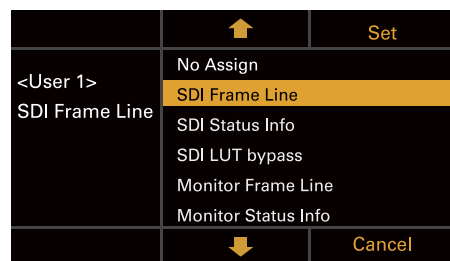 Set
<User 1>
SDI Frame Line
No Assign
SDI Frame Line
SDI Status Info
SDI LUT bypass
Monitor Frame Line
Monitor Status Info
Cancel